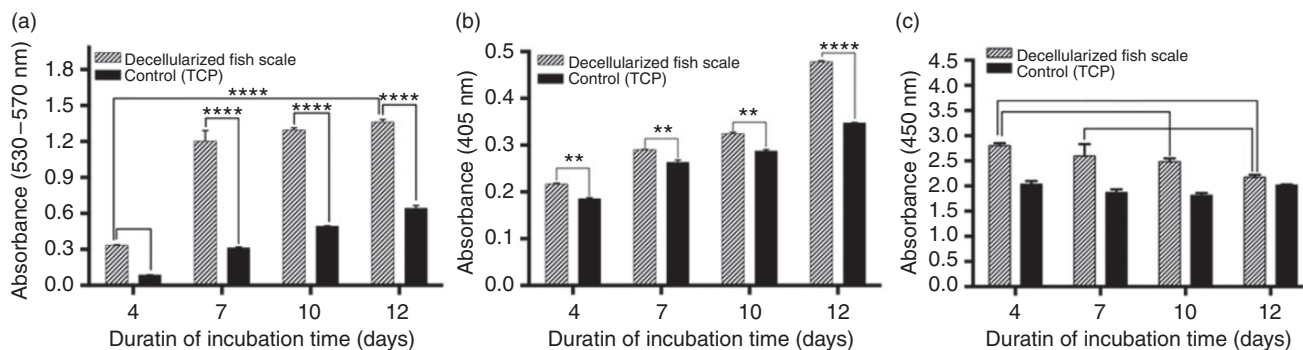 (a)
Absorbance (530–570 nm)
1.8
1.5
1.2
0.9
0.6
0.3
0.0
Decellularized fish scale
Control (TCP)
****
****
****
****
4 7 10 12
Duratin of incubation time (days)
(b)
Absorbance (405 nm)
0.5
0.4
0.3
0.2
0.1
0.0
Decellularized fish scale
Control (TCP)
**
**
**
****
4 7 10 12
Duratin of incubation time (days)
(c)
Absorbance (450 nm)
4.5
4.0
3.5
3.0
2.5
2.0
1.5
1.0
0.5
0.0
Decellularized fish scale
Control (TCP)
4 7 10 12
Duratin of incubation time (days)